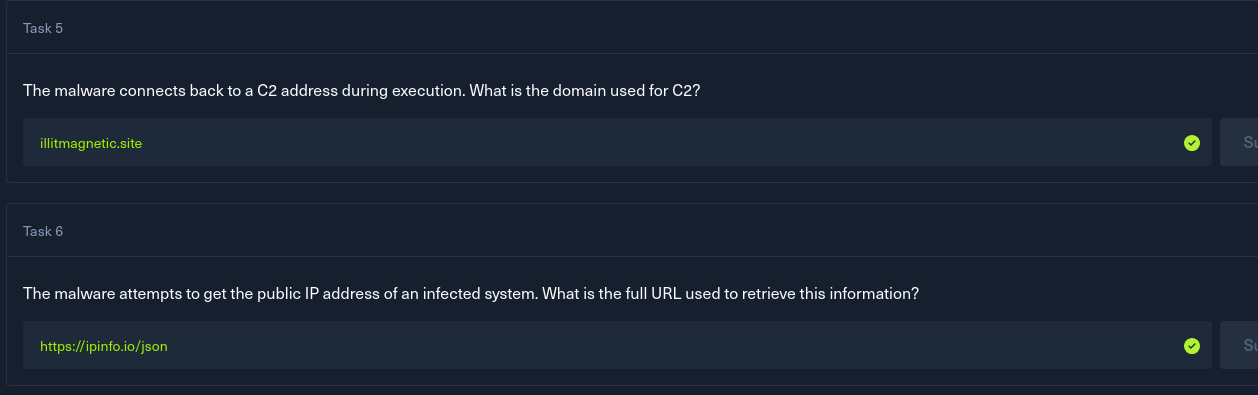 Task 5
The malware connects back to a C2 address during execution. What is the domain used for C2?
illitmagnetic.site
Su
Task 6
The malware attempts to get the public IP address of an infected system. What is the full URL used to retrieve this information?
https://ipinfo.io/json
Su